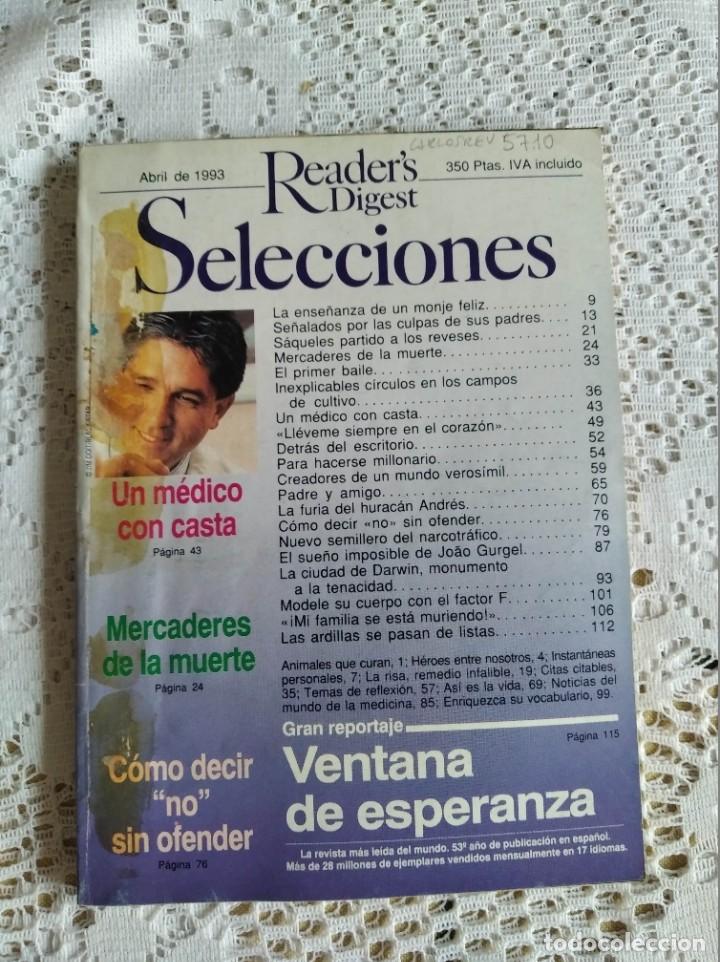 5710
Abril de 1993
Reader's
Digest
350 Ptas. IVA incluido
Selecciones
La enseñanza de un monje feliz. . . . . . . . . . . 9
Señalados por las culpas de sus padres. . . . 13
Sáqueles partido a los reveses. . . . . . . . . . . 21
Mercaderes de la muerte. . . . . . . . . . . . . . . . 24
El primer baile. . . . . . . . . . . . . . . . . . . . . . . . 33
Inexplicables círculos en los campos
de cultivo. . . . . . . . . . . . . . . . . . . . . . . . . . 36
Un médico con casta. . . . . . . . . . . . . . . . . . . 43
«Lléveme siempre en el corazón». . . . . . . . . 49
Detrás del escritorio. . . . . . . . . . . . . . . . . . . 52
Para hacerse millonario. . . . . . . . . . . . . . . . . 54
Creadores de un mundo verosímil. . . . . . . . . 59
Padre y amigo. . . . . . . . . . . . . . . . . . . . . . . . 65
La furia del huracán Andrés. . . . . . . . . . . . . . 70
Cómo decir «no» sin ofender. . . . . . . . . . . . . 76
Nuevo semillero del narcotráfico. . . . . . . . . . 79
El sueño imposible de João Gurgel. . . . . . . . 87
La ciudad de Darwin, monumento
a la tenacidad. . . . . . . . . . . . . . . . . . . . . . . 93
Modele su cuerpo con el factor F. . . . . . . . . . 101
«¡Mi familia se está muriendo!». . . . . . . . . . . 106
Las ardillas se pasan de listas. . . . . . . . . . . . 112
Animales que curan, 1; Héroes entre nosotros, 4; Instantáneas
personales, 7; La risa, remedio infalible, 19; Citas citables,
35; Temas de reflexión, 57; Así es la vida, 69; Noticias del
mundo de la medicina, 85; Enriquezca su vocabulario, 99.
Un médico
con casta
Página 43
Mercaderes
de la muerte
Página 24
Cómo decir
"no"
sin ofender
Página 76
Gran reportaje
Página 115
Ventana
de esperanza
La revista más leída del mundo. 53º año de publicación en español.
Más de 28 millones de ejemplares vendidos mensualmente en 17 idiomas.
todocoleccion